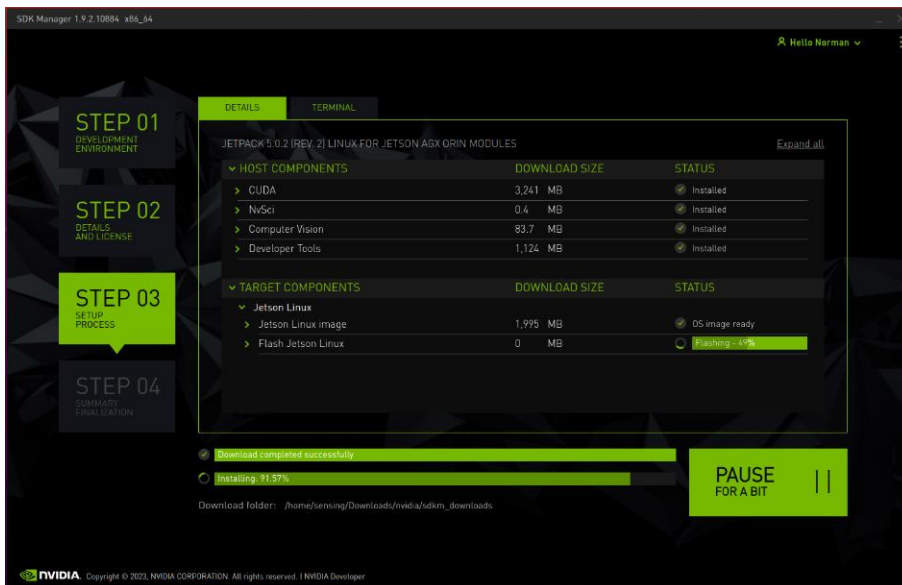 SDK Manager 1.9.2.10884 x86_64
Hello Norman
STEP 01
DEVELOPMENT
ENVIRONMENT
STEP 02
DETAILS
AND LICENSE
STEP 03
SETUP
PROCESS
STEP 04
SUMMARY
FINALIZATION
DETAILS TERMINAL
JETPACK 5.0.2 (REV. 2) LINUX FOR JETSON AGX ORIN MODULES Expand all
HOST COMPONENTS DOWNLOAD SIZE STATUS
CUDA 3,241 MB Installed
NvSci 0.4 MB Installed
Computer Vision 83.7 MB Installed
Developer Tools 1,124 MB Installed
TARGET COMPONENTS DOWNLOAD SIZE STATUS
Jetson Linux
Jetson Linux image 1,995 MB OS image ready
Flash Jetson Linux 0 MB Flashing - 49%
Download completed successfully
Installing: 91.57%
Download folder: /home/sensing/Downloads/nvidia/sdkm_downloads
PAUSE
FOR A BIT
NVIDIA. Copyright © 2023, NVIDIA CORPORATION. All rights reserved. | NVIDIA Developer